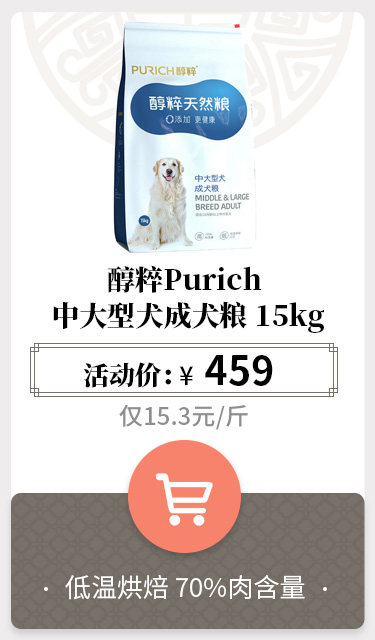 PURICH醇粹
醇粹天然粮
0添加 更健康
中大型犬
成犬粮
MIDDLE & LARGE
BREED ADULT
15kg
醇粹Purich
中大型犬成犬粮 15kg
活动价:¥ 459
仅15.3元/斤
· 低温烘焙 70%肉含量 ·